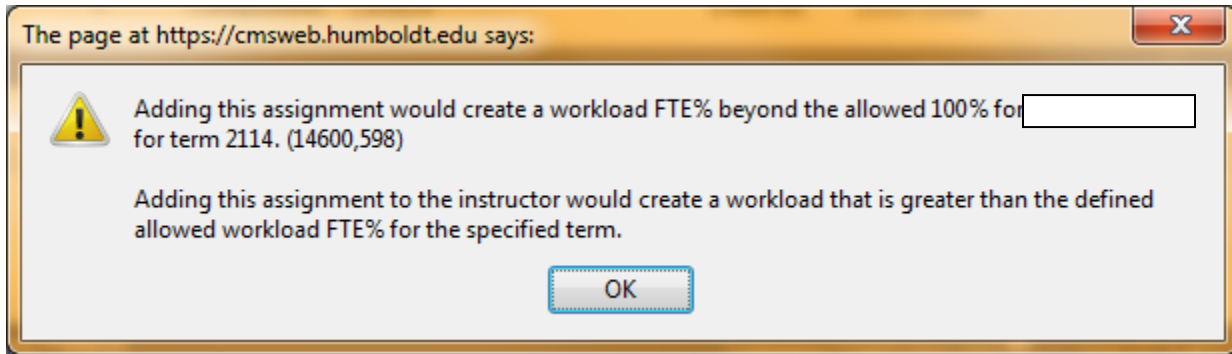 The page at https://cmsweb.humboldt.edu says:
Adding this assignment would create a workload FTE% beyond the allowed 100% for
for term 2114. (14600,598)
Adding this assignment to the instructor would create a workload that is greater than the defined
allowed workload FTE% for the specified term.
OK